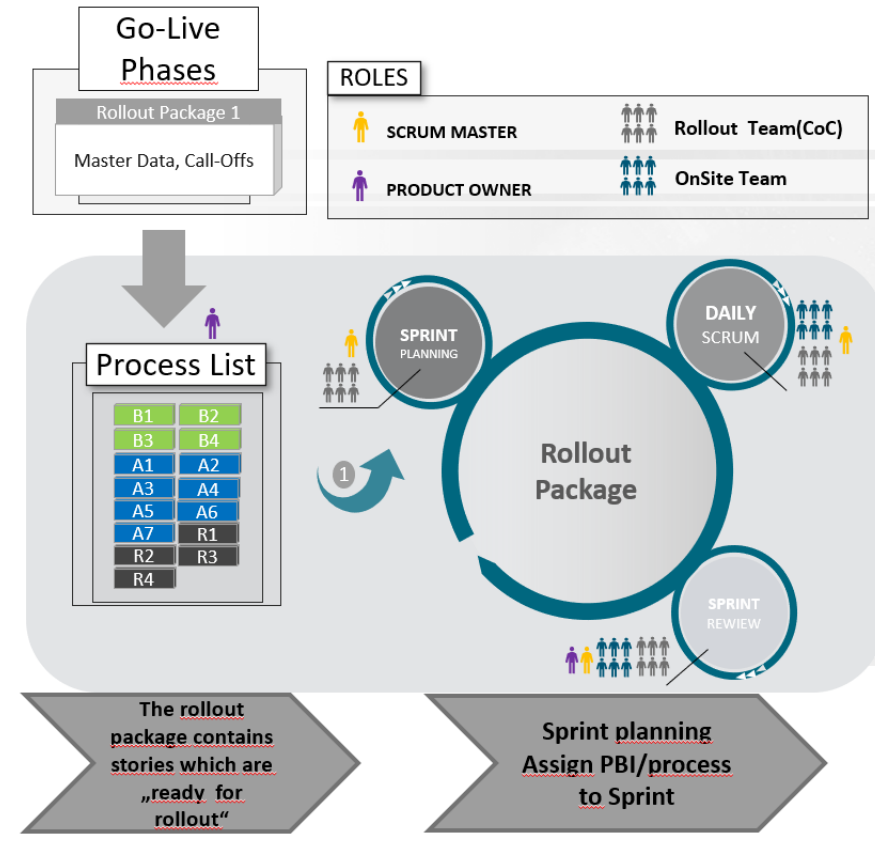 Go-Live
Phases
Rollout Package 1
Master Data, Call-Offs
ROLES
SCRUM MASTER
Rollout Team(CoC)
PRODUCT OWNER
OnSite Team
Process List
B1 B2
B3 B4
A1 A2
A3 A4
A5 A6
A7 R1
R2 R3
R4
1
SPRINT
PLANNING
DAILY
SCRUM
Rollout
Package
SPRINT
REWIEW
The rollout
package contains
stories which are
„ready for
rollout“
Sprint planning
Assign PBI/process
to Sprint